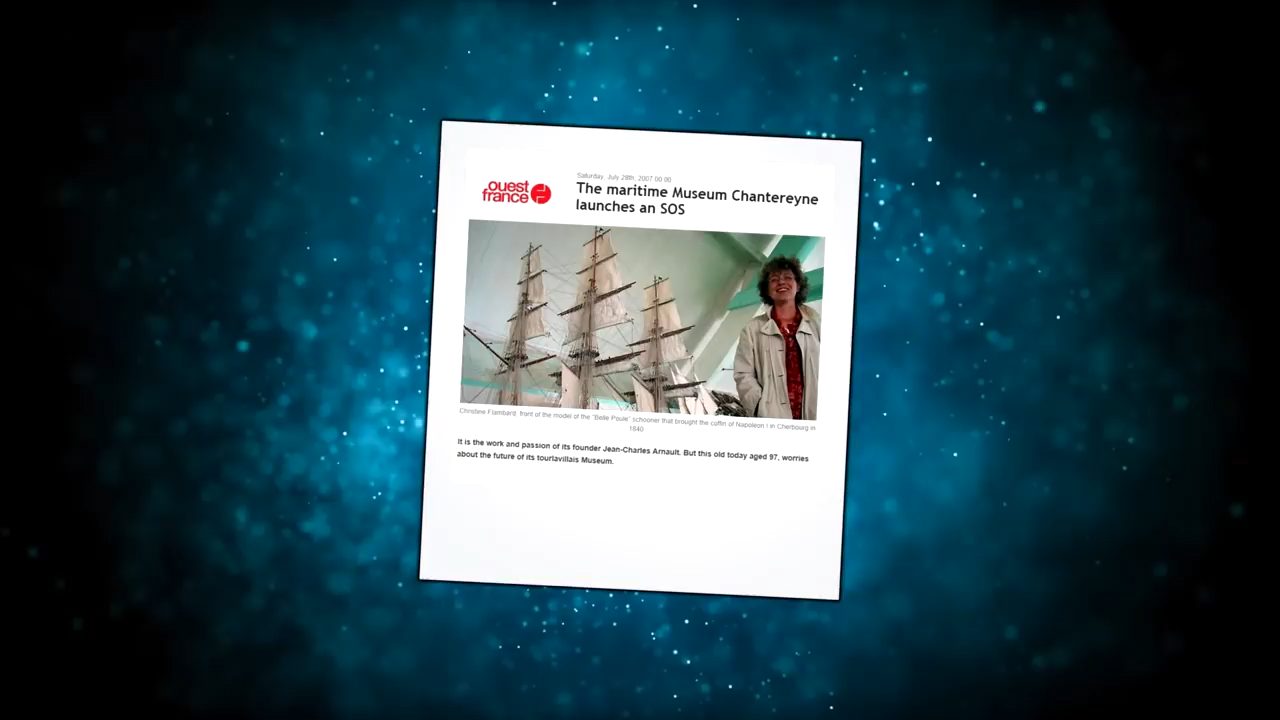 Saturday, July 28th, 2007 00:00
ouest
france
The maritime Museum Chantereyne
launches an SOS
Christine Flambard, front of the model of the "Belle Poule" schooner that brought the coffin of Napoleon I in Cherbourg in
1840
It is the work and passion of its founder Jean-Charles Arnault. But this old today aged 97, worries
about the future of its tourlavillais Museum.